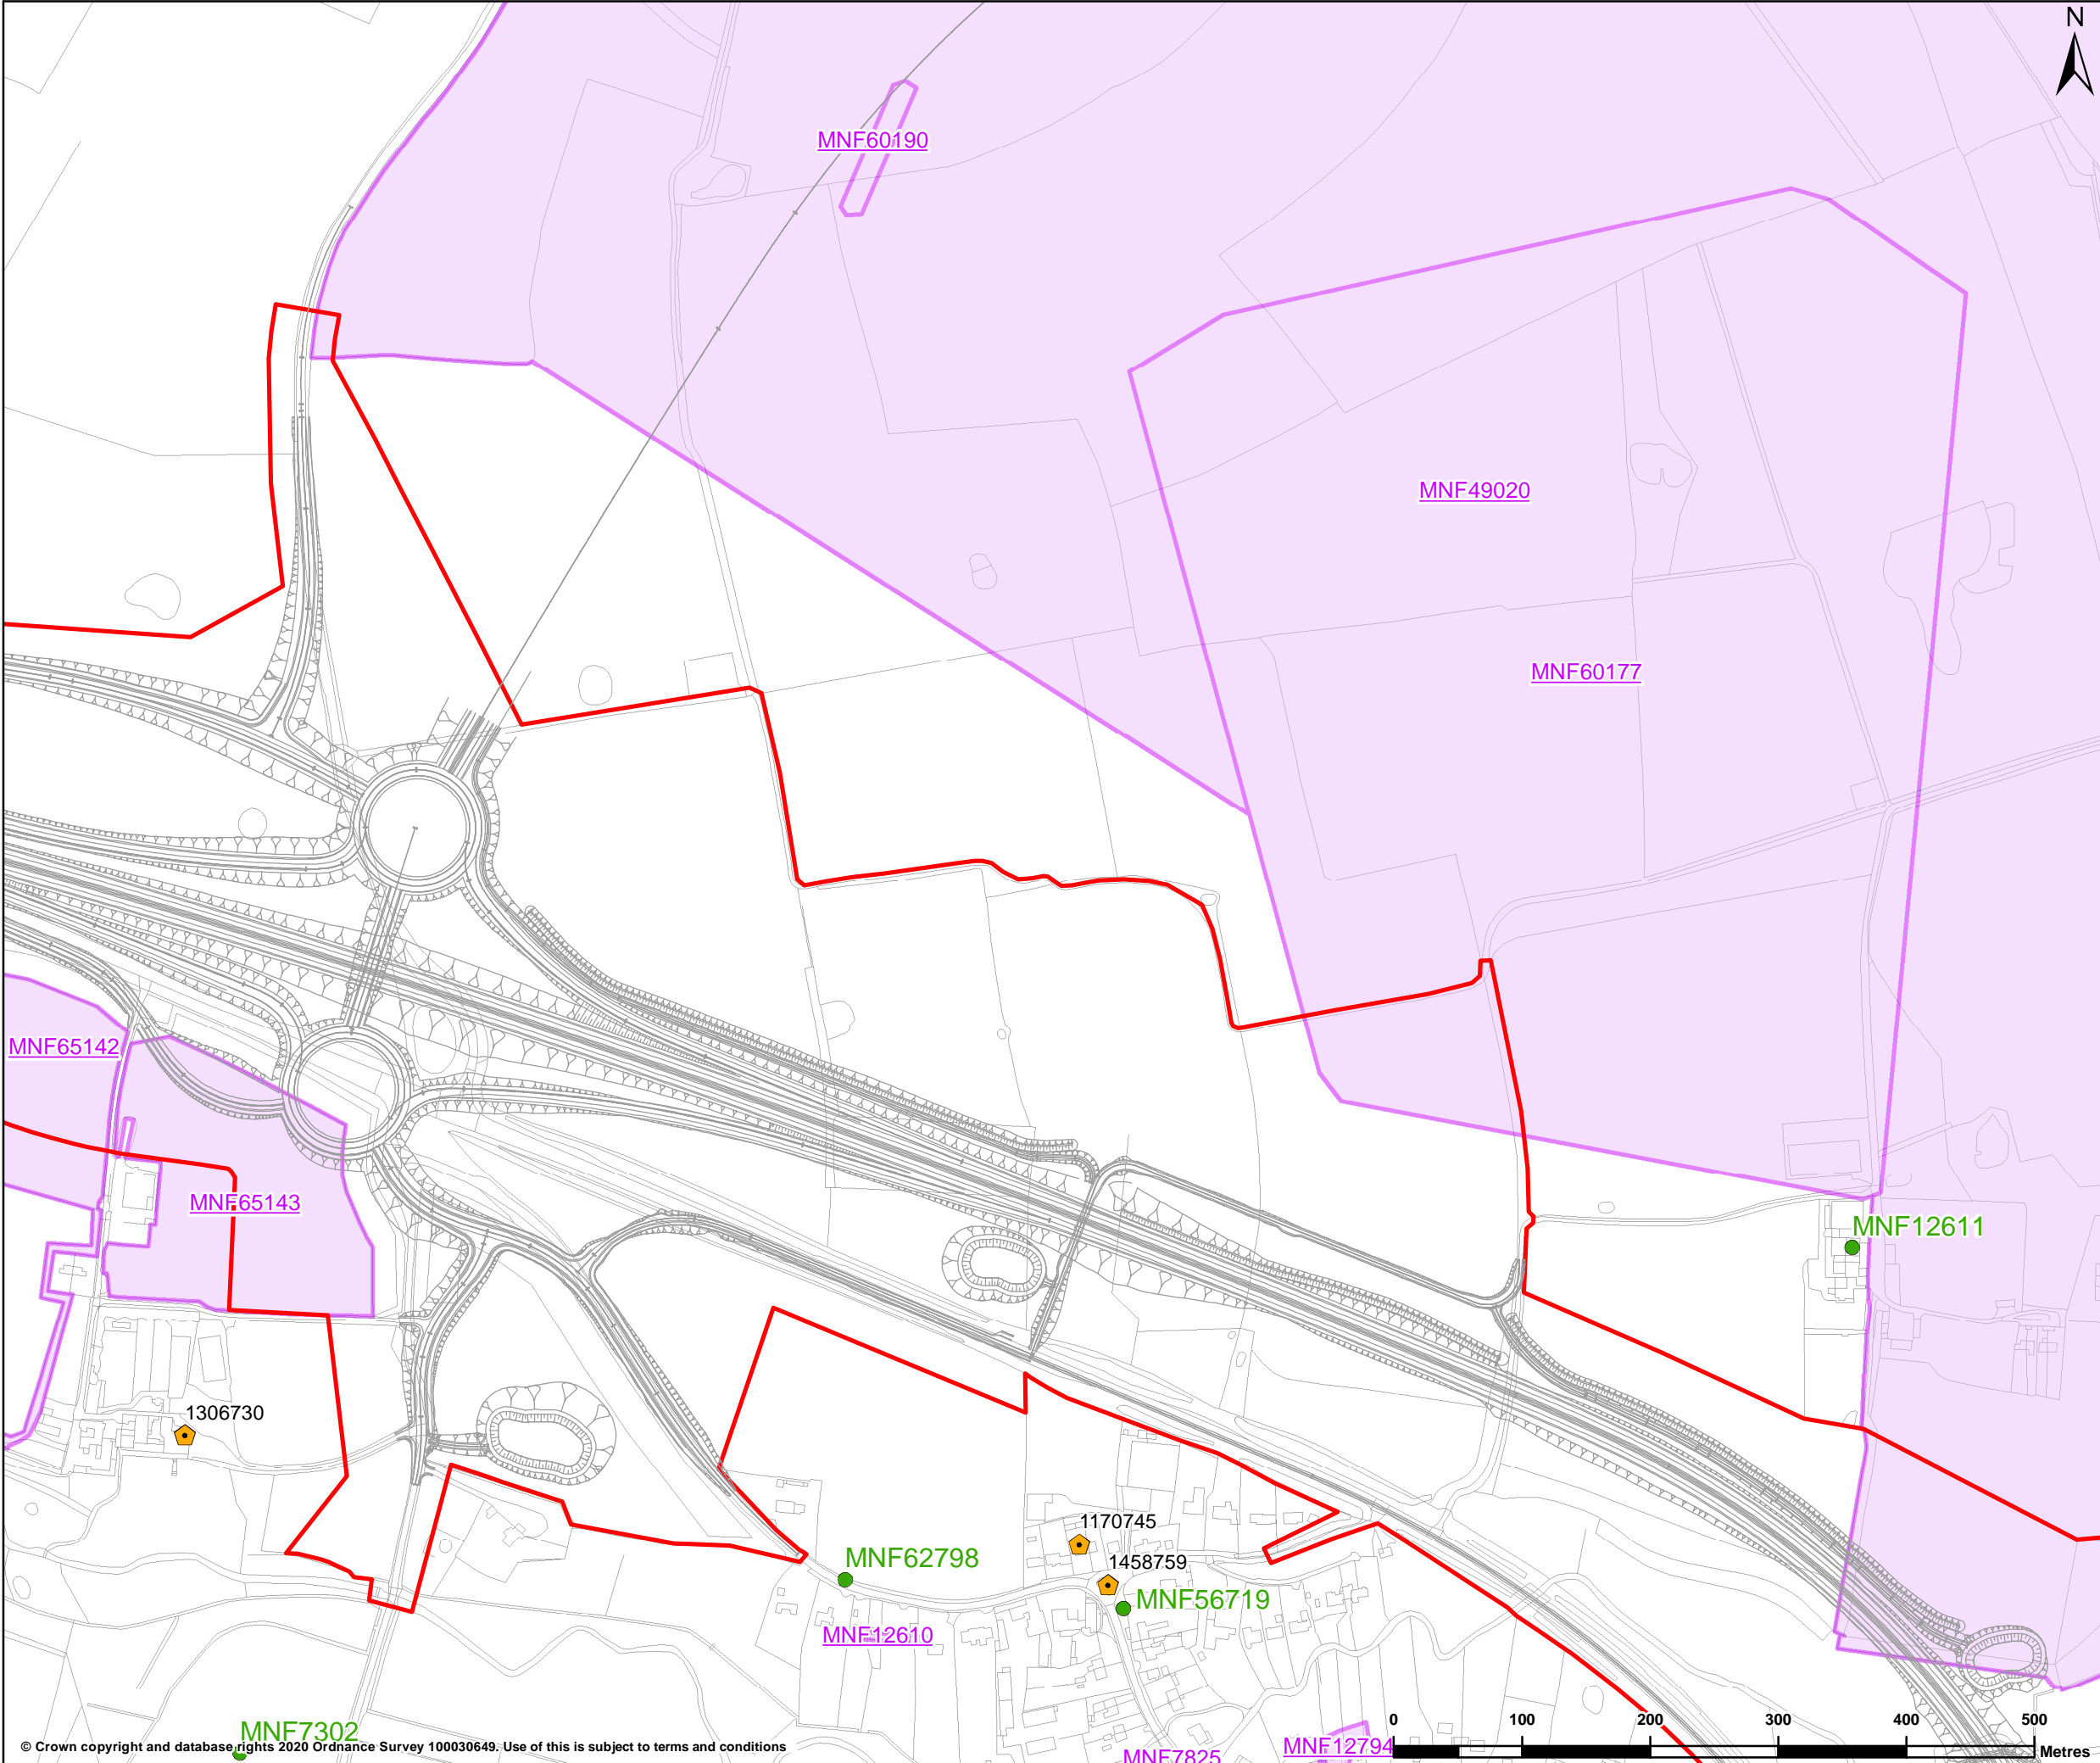 N
MNF60190
MNF49020
MNF60177
MNF65142
MNF65143
MNF12611
1306730
1170745
1458759
MNF62798
MNF56719
MNF12610
MNF7302
MNF7825
MNF12794
0 100 200 300 400 500
Metres
© Crown copyright and database rights 2020 Ordnance Survey 100030649. Use of this is subject to terms and conditions